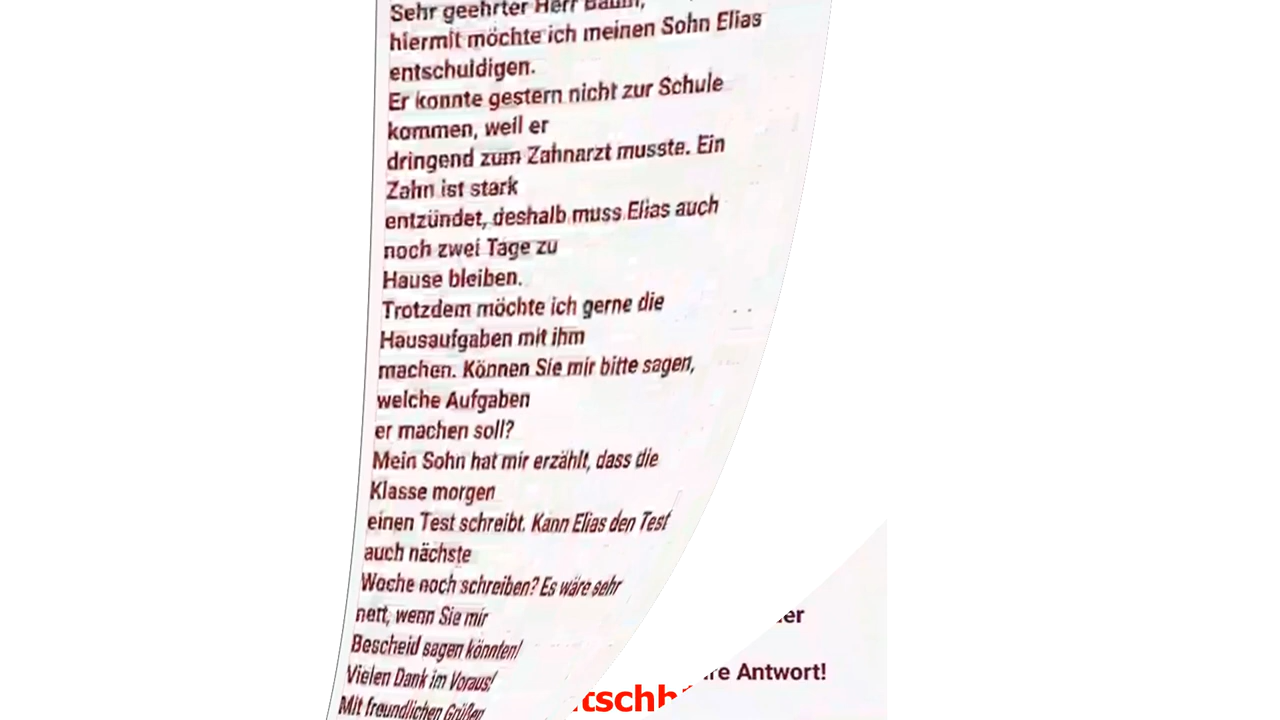 Sehr geehrter Herr Baum,
hiermit möchte ich meinen Sohn Elias
entschuldigen.
Er konnte gestern nicht zur Schule
kommen, weil er
dringend zum Zahnarzt musste. Ein
Zahn ist stark
entzündet, deshalb muss Elias auch
noch zwei Tage zu
Hause bleiben.
Trotzdem möchte ich gerne die
Hausaufgaben mit ihm
machen. Können Sie mir bitte sagen,
welche Aufgaben
er machen soll?
Mein Sohn hat mir erzählt, dass die
Klasse morgen
einen Test schreibt. Kann Elias den Test
auch nächste
Woche noch schreiben? Es wäre sehr
nett, wenn Sie mir
Bescheid sagen könnten!
Vielen Dank im Voraus!
Mit freundlichen Grüßen
Antwort!